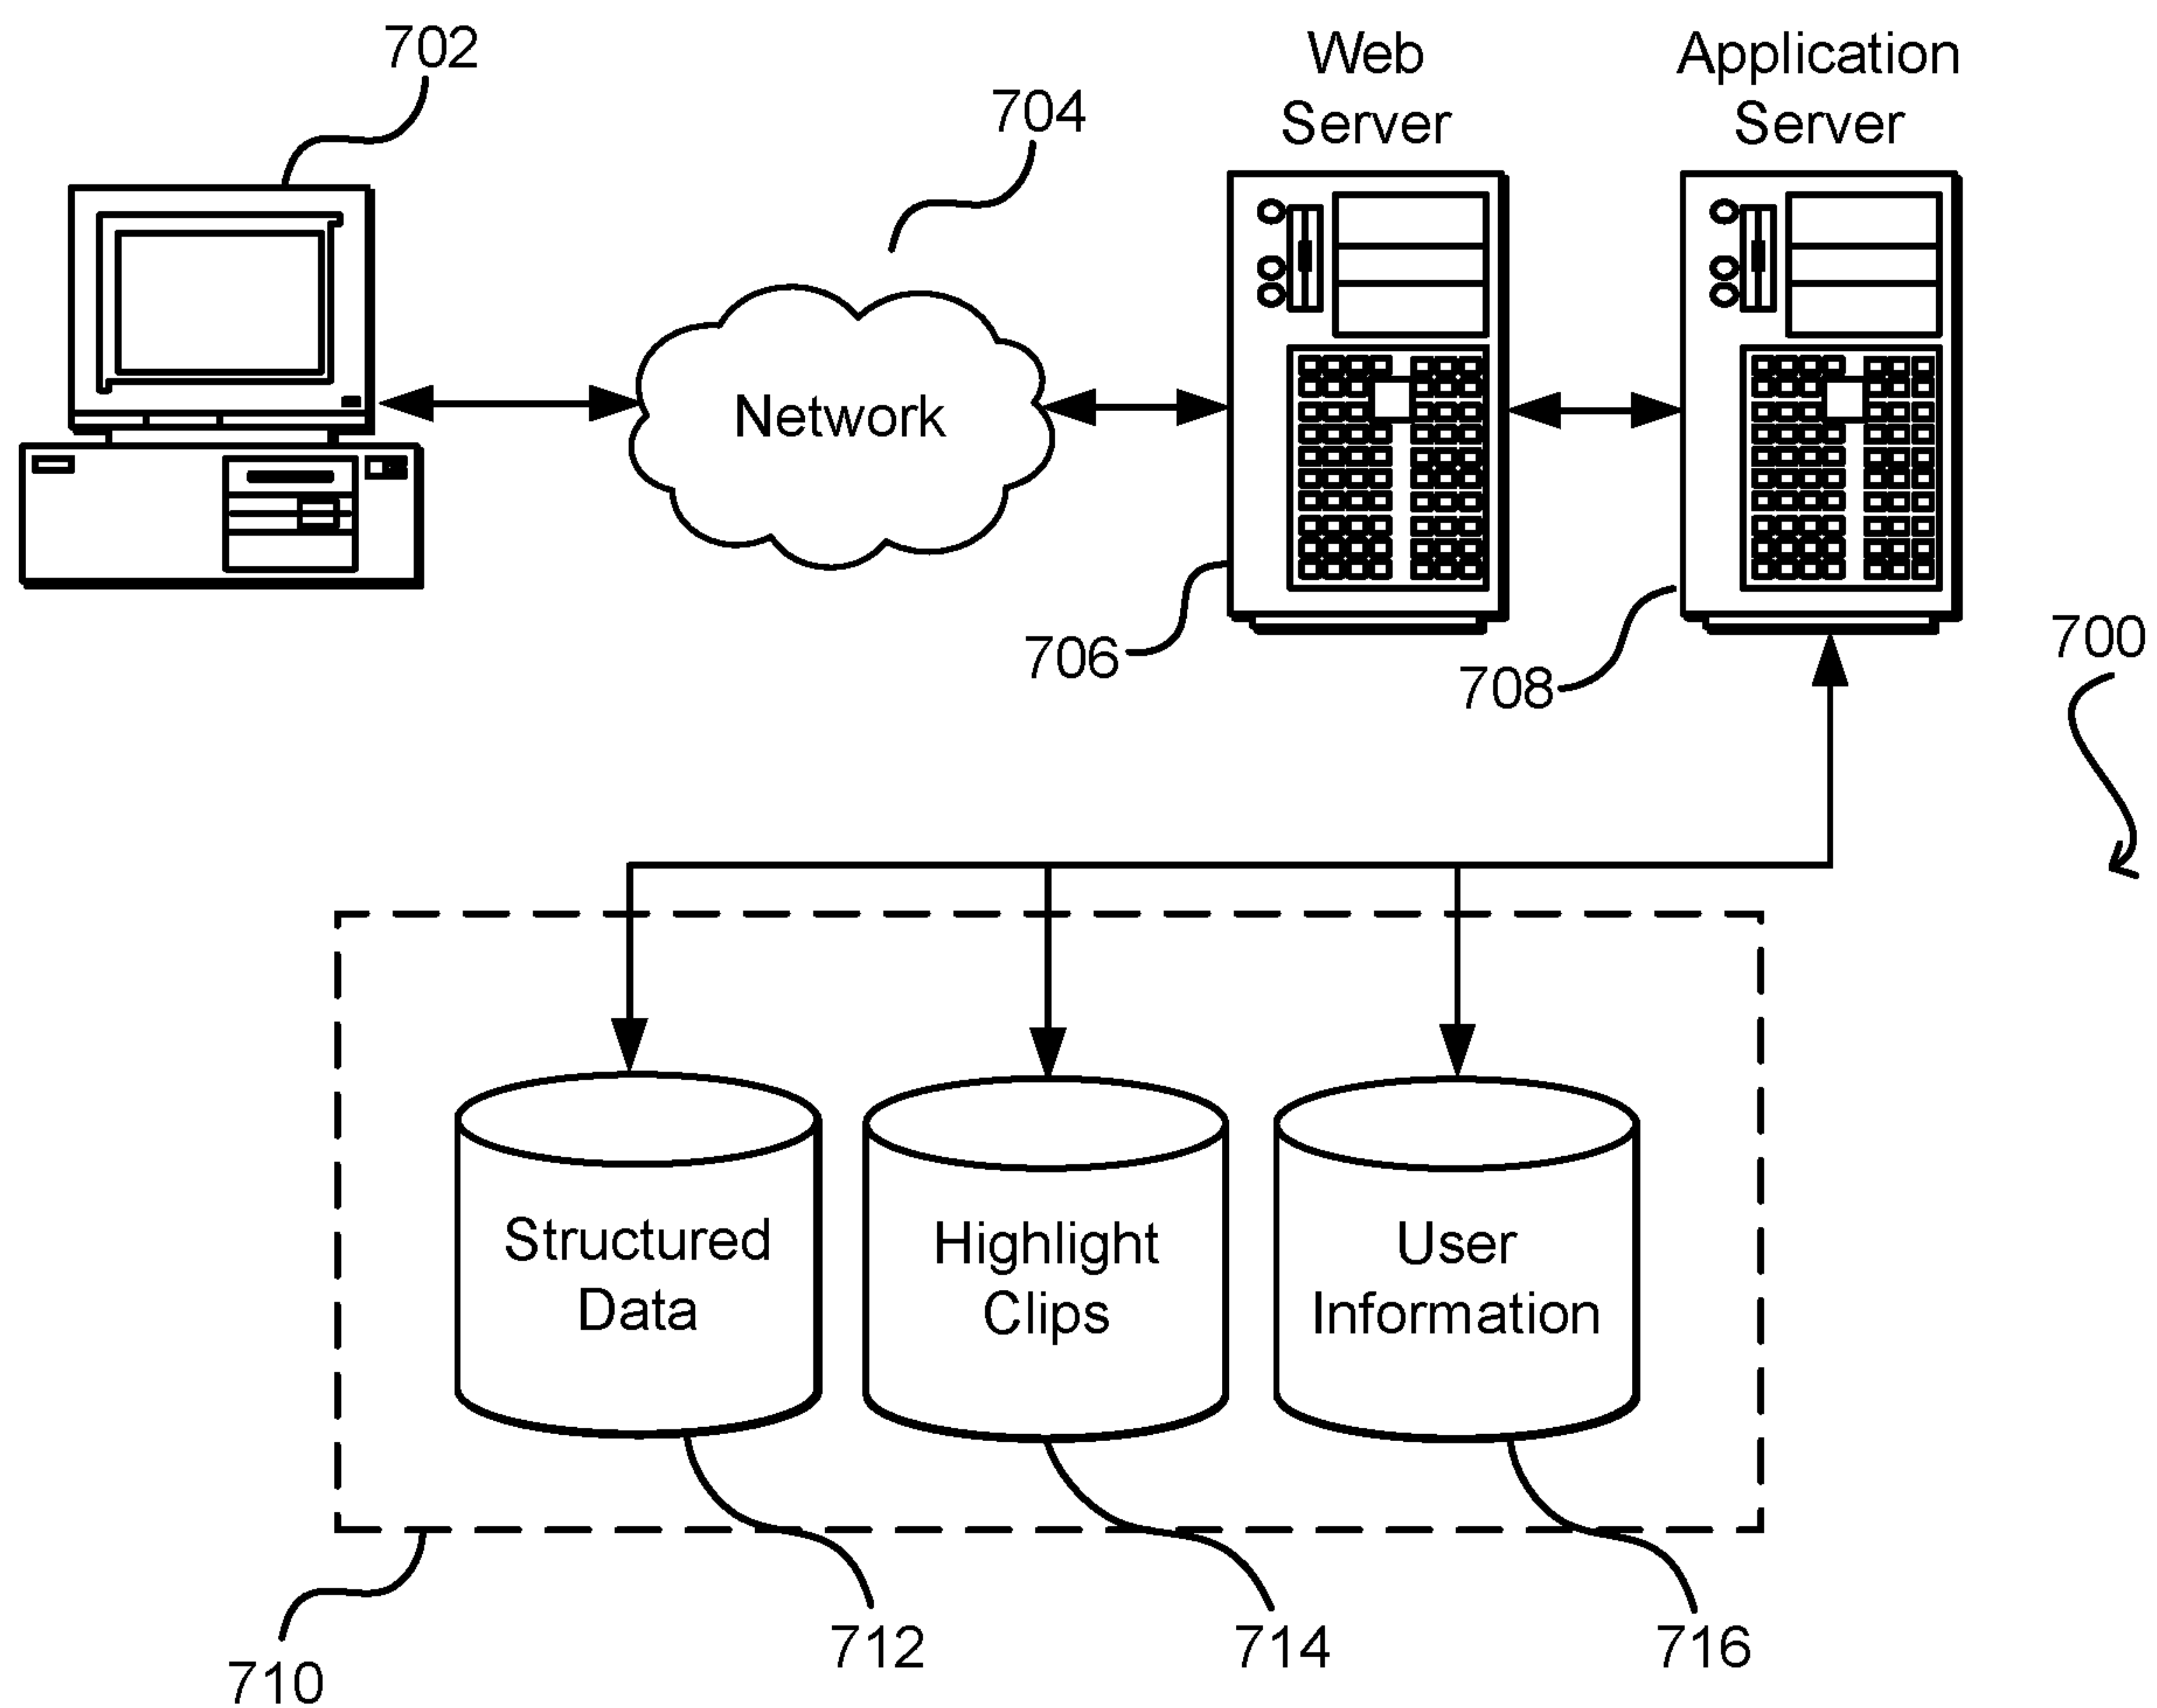 702
704
Web
Server
Application
Server
Network
706
708
700
Structured
Data
Highlight
Clips
User
Information
710
712
714
716